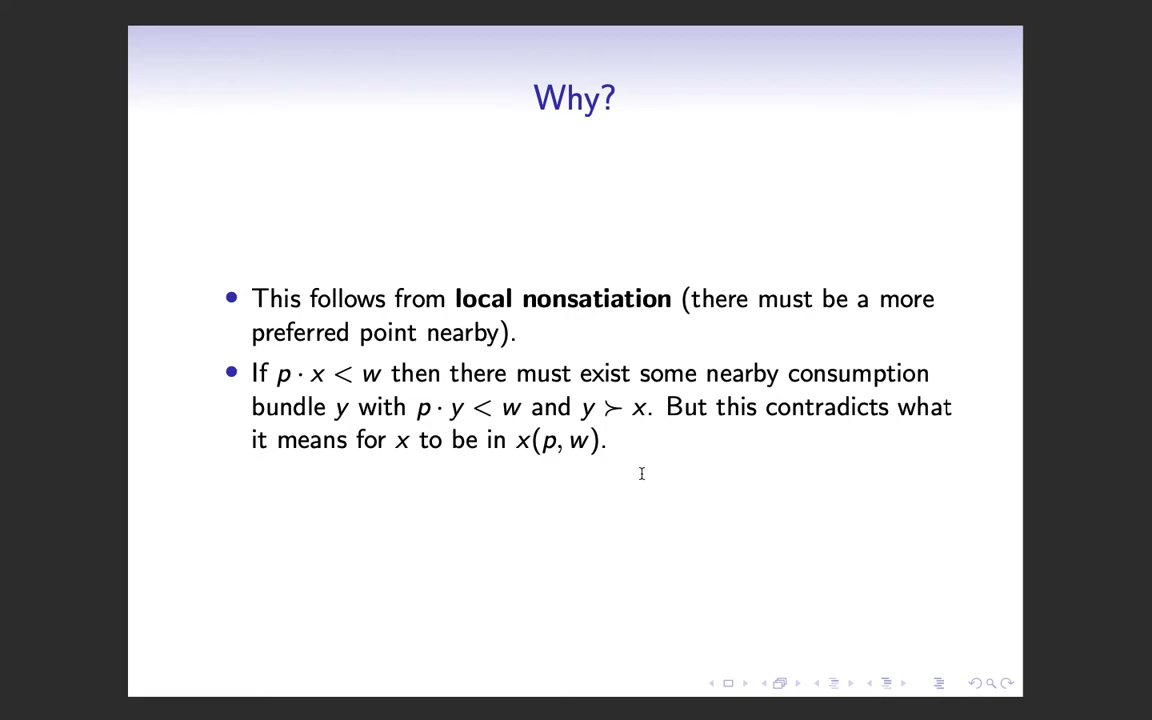 Why?
• This follows from local nonsatiation (there must be a more
preferred point nearby).
• If p · x < w then there must exist some nearby consumption
bundle y with p · y < w and y ≻ x. But this contradicts what
it means for x to be in x(p, w).